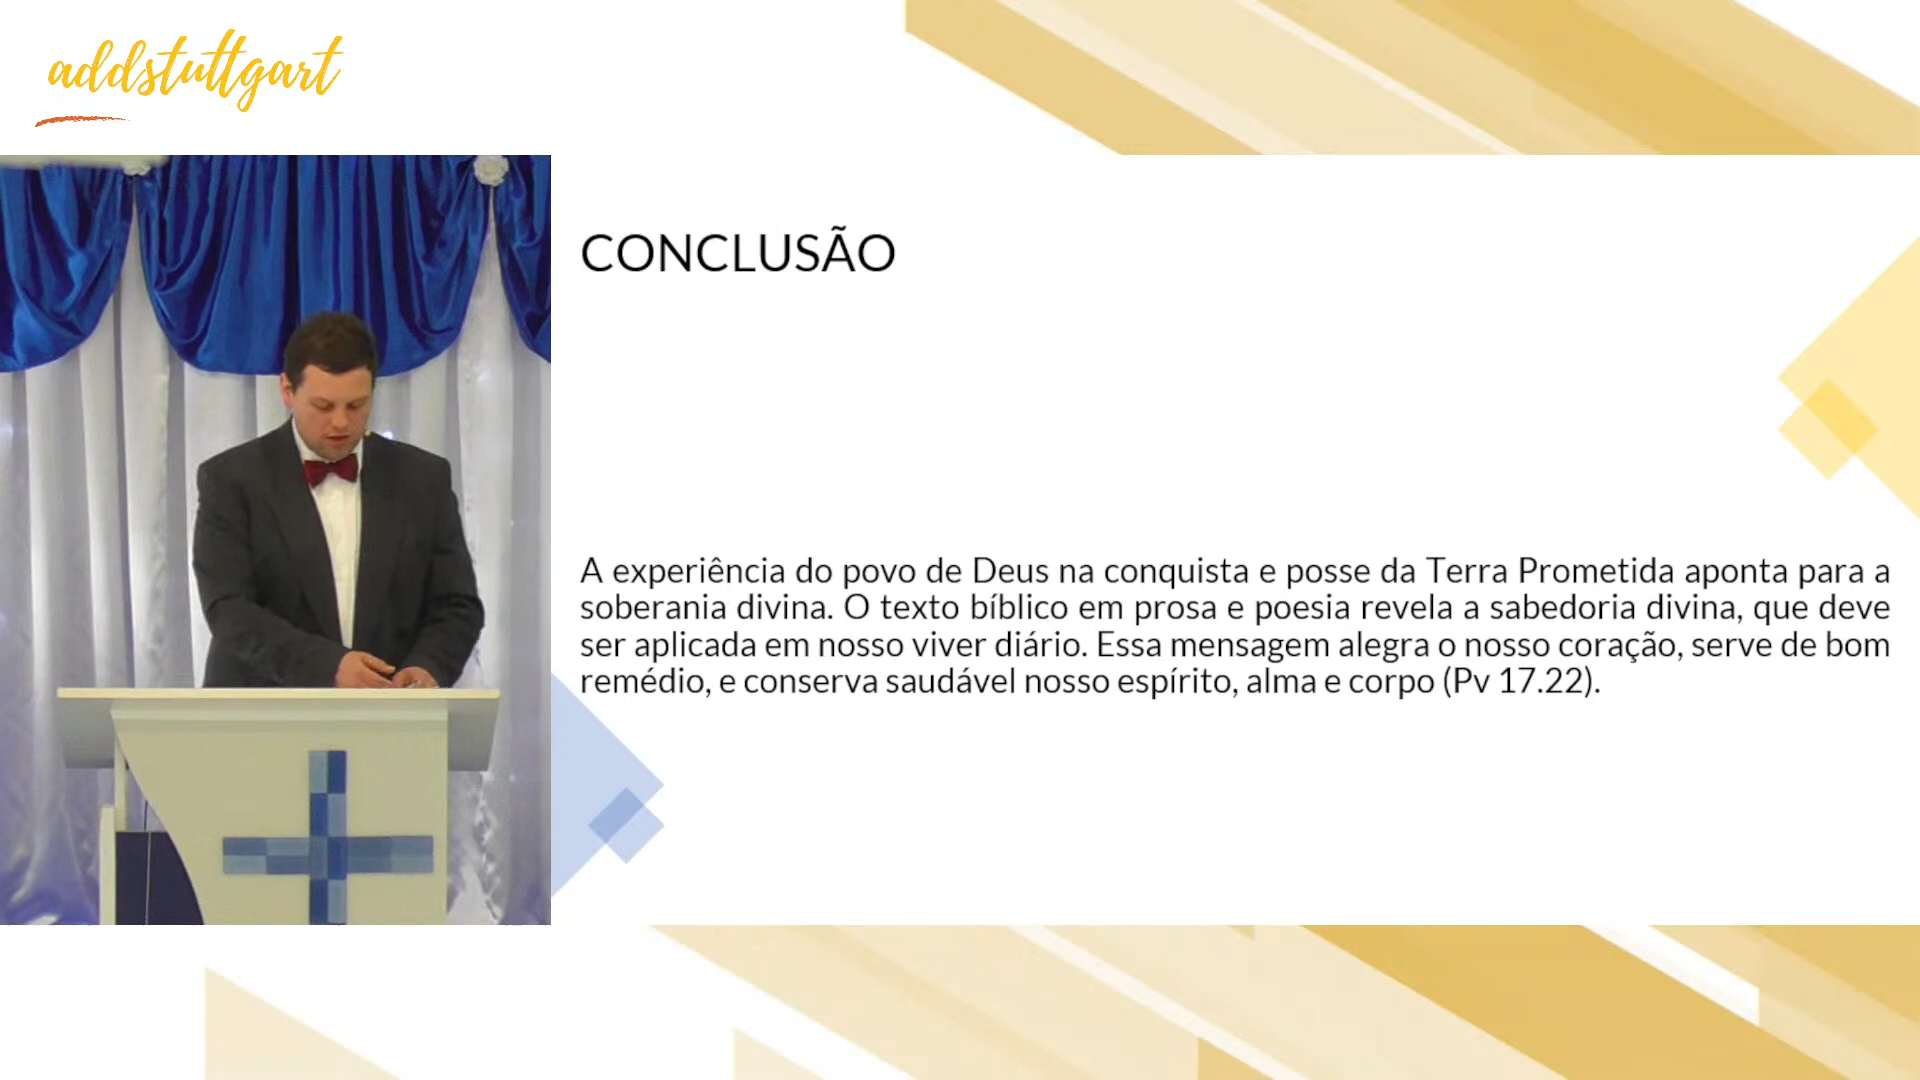 addstuttgart
CONCLUSÃO
A experiência do povo de Deus na conquista e posse da Terra Prometida aponta para a
soberania divina. O texto bíblico em prosa e poesia revela a sabedoria divina, que deve
ser aplicada em nosso viver diário. Essa mensagem alegra o nosso coração, serve de bom
remédio, e conserva saudável nosso espírito, alma e corpo (Pv 17.22).